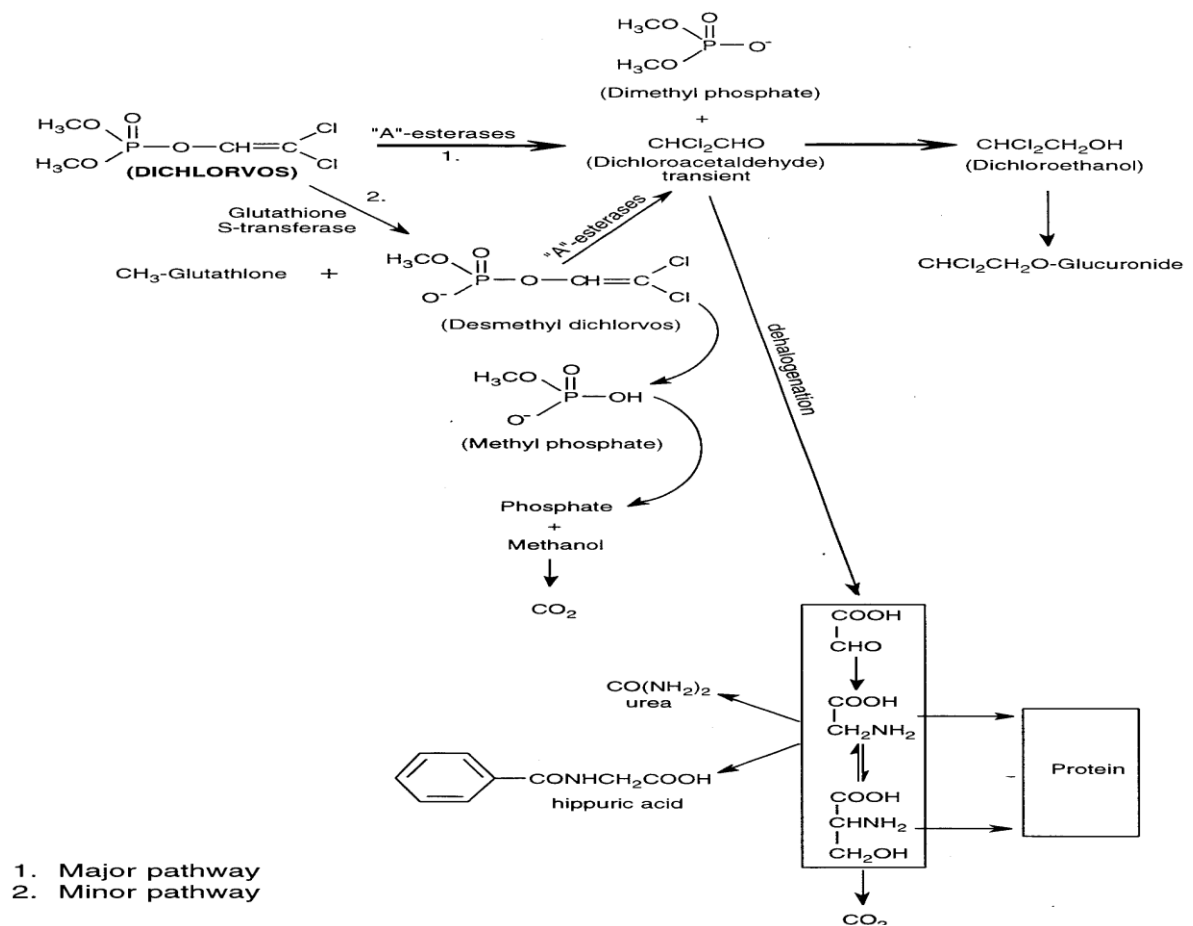 O
H₃CO
P—O⁻
H₃CO
(Dimethyl phosphate)
+
O
H₃CO
P—O—CH=C
Cl
Cl
H₃CO
(DICHLORVOS)
"A"-esterases
1.
CHCl₂CHO
(Dichloroacetaldehyde)
transient
CHCl₂CH₂OH
(Dichloroethanol)
2.
Glutathione
S-transferase
"A"-esterases
CH₃-Glutathione +
O
H₃CO
P—O—CH=C
Cl
Cl
O⁻
(Desmethyl dichlorvos)
CHCl₂CH₂O-Glucuronide
dehalogenation
O
H₃CO
P—OH
O⁻
(Methyl phosphate)
Phosphate
+
Methanol
CO₂
COOH
CHO
CO(NH₂)₂
urea
COOH
CH₂NH₂
Protein
CONHCH₂COOH
hippuric acid
COOH
CHNH₂
CH₂OH
CO₂
1. Major pathway
2. Minor pathway